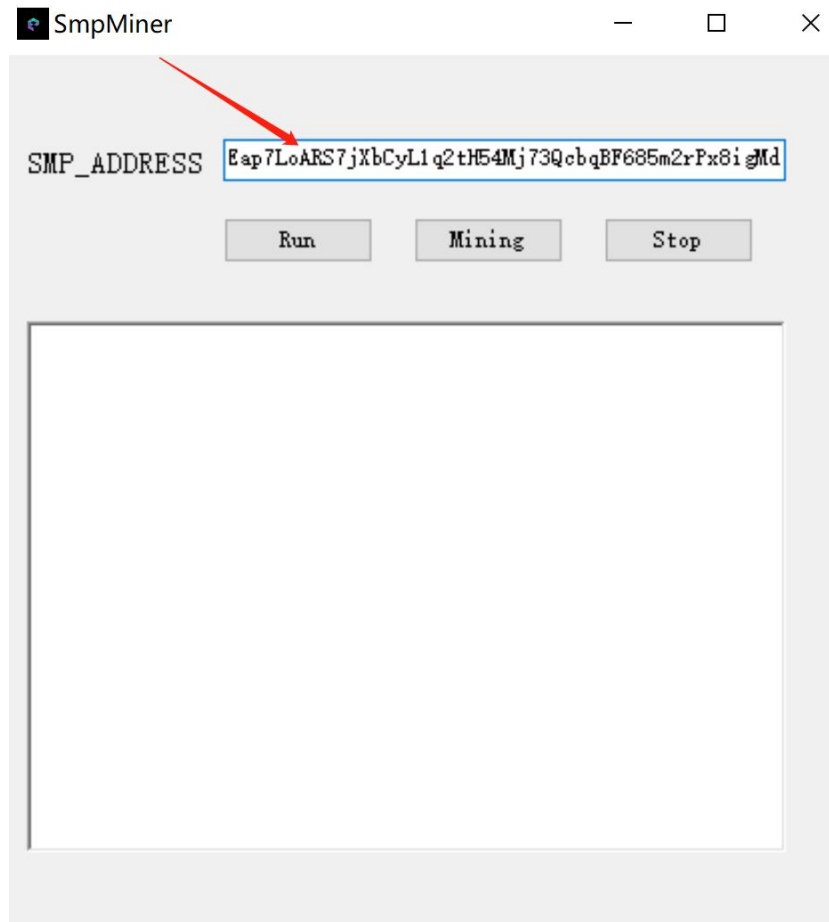 SmpMiner
SMP_ADDRESS Eap7LoARS7jXbCyL1q2tH54Mj73QcbqBF685m2rPx8igMd
Run Mining Stop